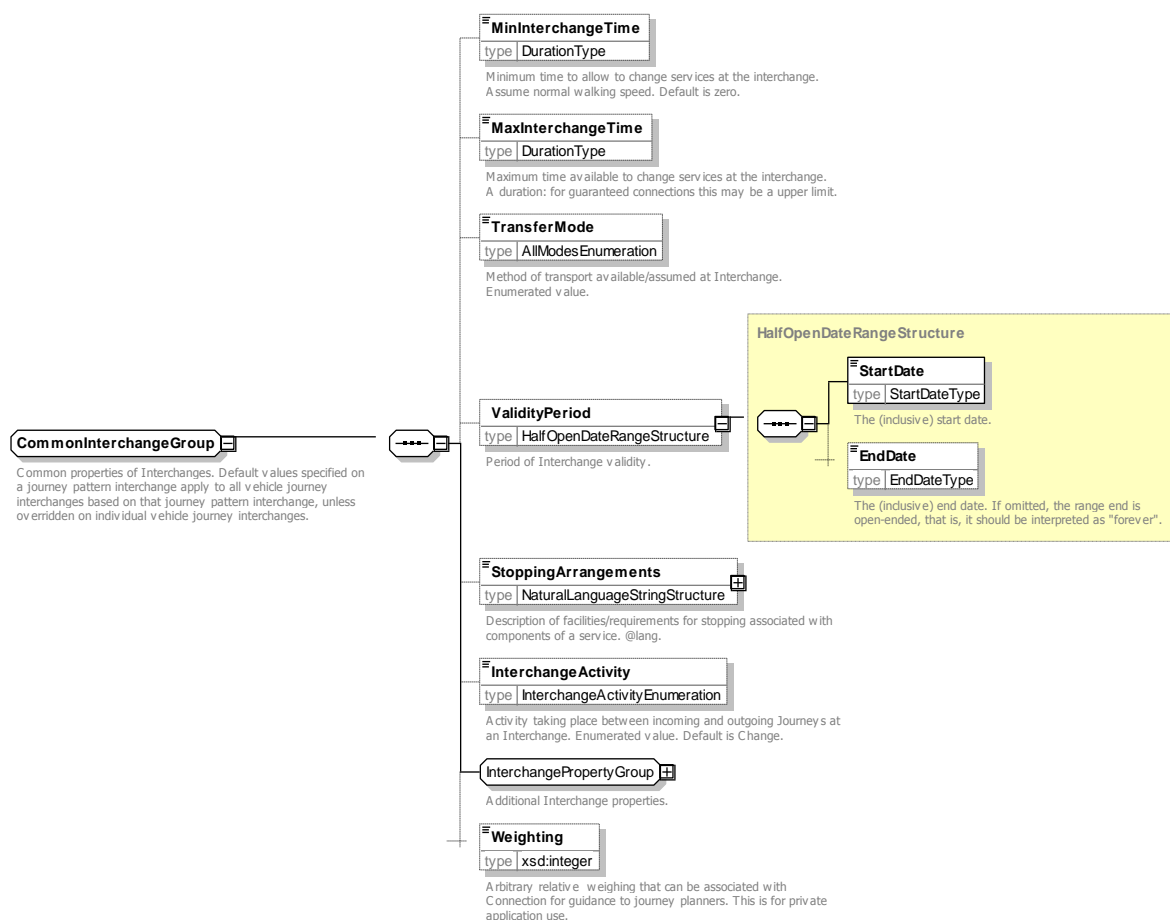 MinInterchangeTime
type DurationType
Minimum time to allow to change services at the interchange.
Assume normal walking speed. Default is zero.
MaxInterchangeTime
type DurationType
Maximum time available to change services at the interchange.
A duration: for guaranteed connections this may be a upper limit.
TransferMode
type AllModesEnumeration
Method of transport available/assumed at Interchange.
Enumerated value.
CommonInterchangeGroup
Common properties of Interchanges. Default values specified on
a journey pattern interchange apply to all vehicle journey
interchanges based on that journey pattern interchange, unless
overridden on individual vehicle journey interchanges.
ValidityPeriod
type HalfOpenDateRangeStructure
Period of Interchange validity.
HalfOpenDateRangeStructure
StartDate
type StartDateType
The (inclusive) start date.
EndDate
type EndDateType
The (inclusive) end date. If omitted, the range end is
open-ended, that is, it should be interpreted as "forever".
StoppingArrangements
type NaturalLanguageStringStructure
Description of facilities/requirements for stopping associated with
components of a service. @lang.
InterchangeActivity
type InterchangeActivityEnumeration
Activity taking place between incoming and outgoing Journeys at
an Interchange. Enumerated value. Default is Change.
InterchangePropertyGroup
Additional Interchange properties.
Weighting
type xsd:integer
Arbitrary relative weighing that can be associated with
Connection for guidance to journey planners. This is for private
application use.